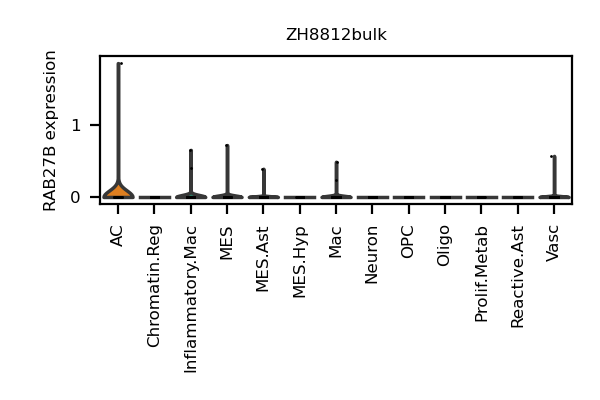 ZH8812bulk
RAB27B expression
1
0
AC
Chromatin.Reg
Inflammatory.Mac
MES
MES.Ast
MES.Hyp
Mac
Neuron
OPC
Oligo
Prolif.Metab
Reactive.Ast
Vasc